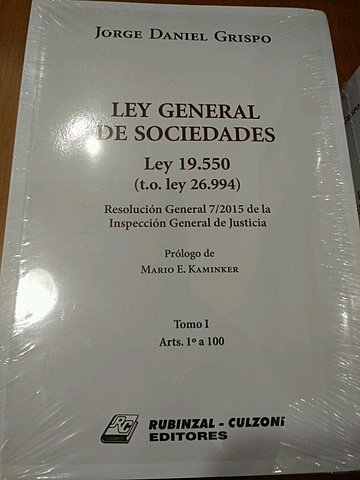 Jorge Daniel Grispo
LEY GENERAL
DE SOCIEDADES
Ley 19.550
(t.o. ley 26.994)
Resolución General 7/2015 de la
Inspección General de Justicia
Prólogo de
Mario E. Kaminker
Tomo I
Arts. 1º a 100
RC
RUBINZAL - CULZONI
EDITORES